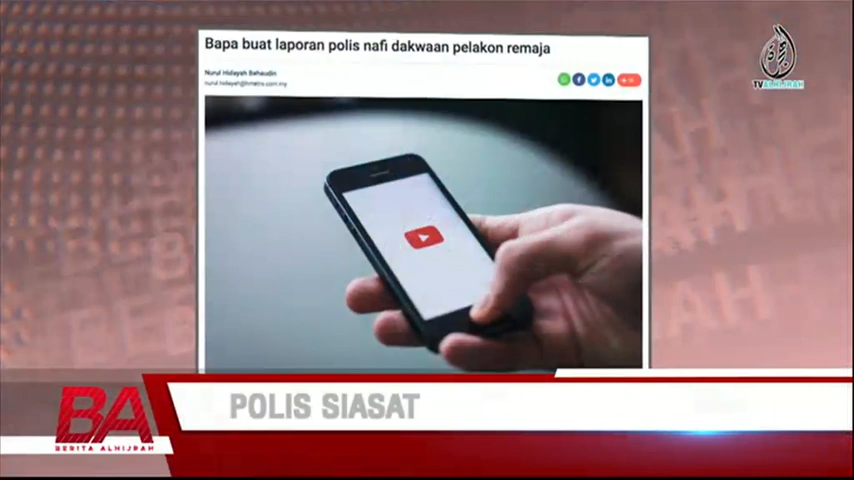 Bapa buat laporan polis nafi dakwaan pelakon remaja
Nurul Hidayah Bahaudin
nurul.hidayah@hmetro.com.my
TV ALHIJRAH
POLIS SIASAT
BA
BERITA ALHIJRAH